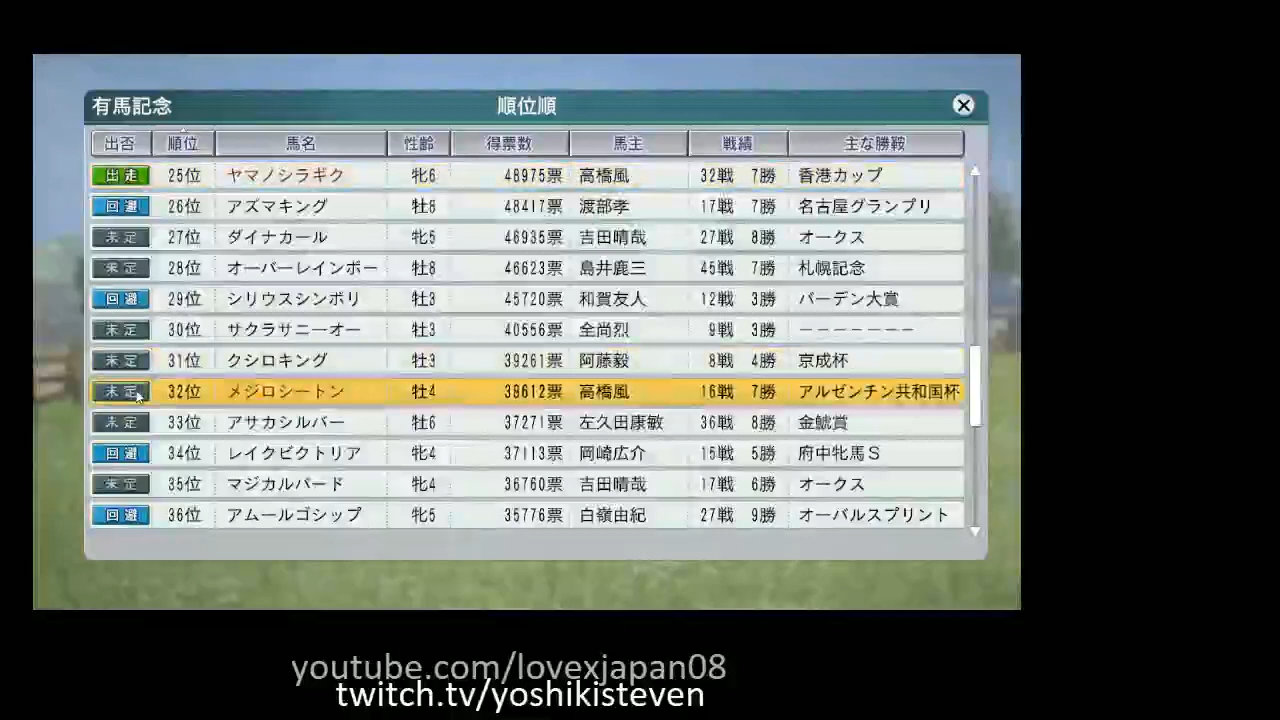 有馬記念 順位順
出否 順位 馬名 性齢 得票数 馬主 戦績 主な勝鞍
出走 25位 ヤマノシラギク 牝6 48975票 高橋風 32戦 7勝 香港カップ
回避 26位 アズマキング 牡8 48417票 渡部孝 17戦 7勝 名古屋グランプリ
未定 27位 ダイナカール 牝5 46935票 吉田晴哉 27戦 8勝 オークス
未定 28位 オーバーレインボー 牡8 46623票 島井鹿三 45戦 7勝 札幌記念
回避 29位 シリウスシンボリ 牡3 45720票 和賀友人 12戦 3勝 バーデン大賞
未定 30位 サクラサニーオー 牡3 40556票 全尚烈 9戦 3勝 －－－－－－－
未定 31位 クシロキング 牡3 39261票 阿藤毅 8戦 4勝 京成杯
未定 32位 メジロシートン 牡4 38612票 高橋風 16戦 7勝 アルゼンチン共和国杯
未定 33位 アサカシルバー 牡6 37271票 左久田康敏 36戦 8勝 金鯱賞
回避 34位 レイクビクトリア 牝4 37113票 岡崎広介 15戦 5勝 府中牝馬Ｓ
未定 35位 マジカルバード 牝4 36760票 吉田晴哉 17戦 6勝 オークス
回避 36位 アムールゴシップ 牝5 35776票 白嶺由紀 27戦 9勝 オーバルスプリント
youtube.com/lovexjapan08
twitch.tv/yoshikisteven